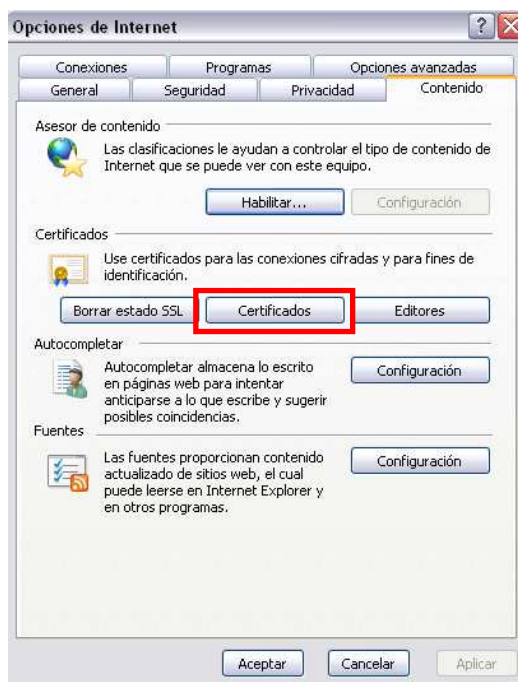 Opciones de Internet
Conexiones Programas Opciones avanzadas
General Seguridad Privacidad Contenido
Asesor de contenido
Las clasificaciones le ayudan a controlar el tipo de contenido de
Internet que se puede ver con este equipo.
Habilitar... Configuración
Certificados
Use certificados para las conexiones cifradas y para fines de
identificación.
Borrar estado SSL Certificados Editores
Autocompletar
Autocompletar almacena lo escrito
en páginas web para intentar
anticiparse a lo que escribe y sugerir
posibles coincidencias.
Configuración
Fuentes
Las fuentes proporcionan contenido
actualizado de sitios web, el cual
puede leerse en Internet Explorer y
en otros programas.
Configuración
Aceptar Cancelar Aplicar